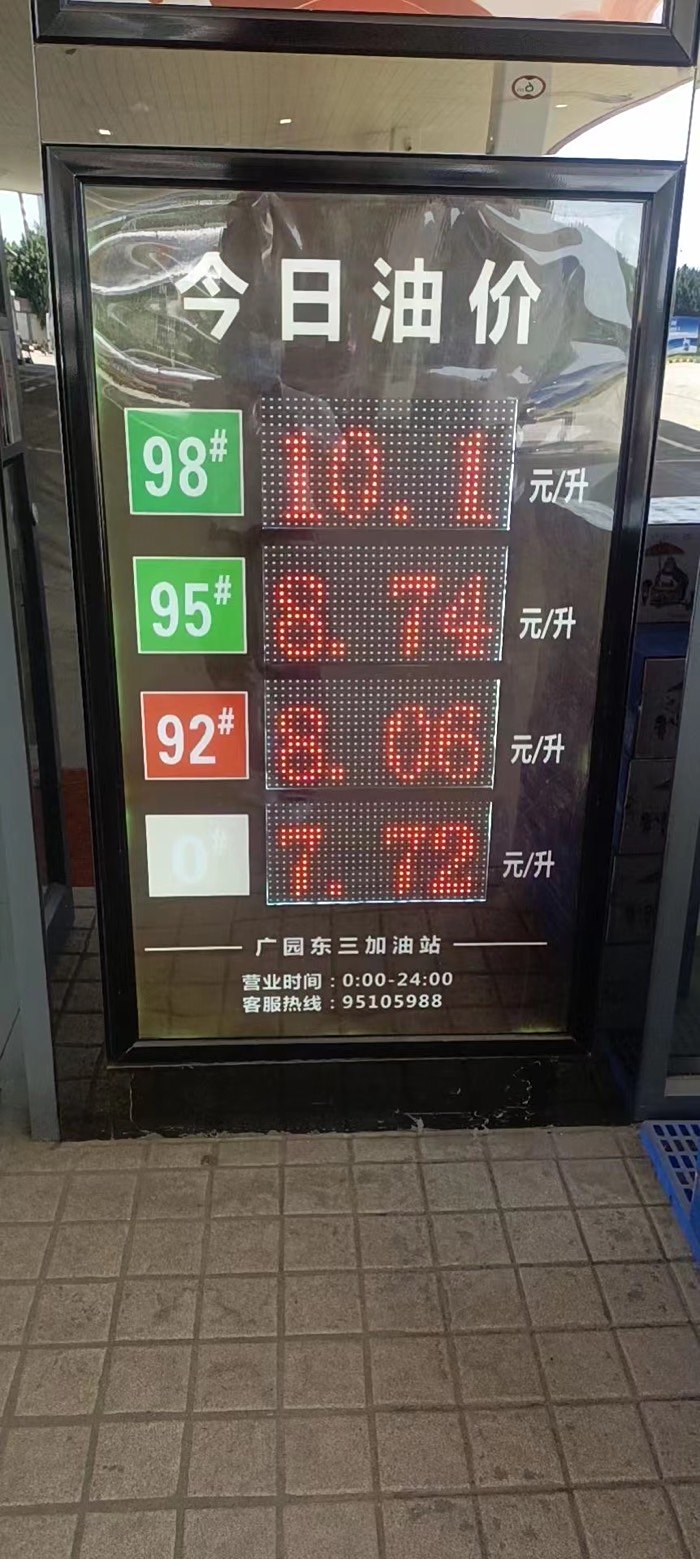 今日油价
98# 10.1 元/升
95# 8.74 元/升
92# 8.06 元/升
0# 7.72 元/升
广园东三加油站
营业时间：0:00-24:00
客服热线：95105988